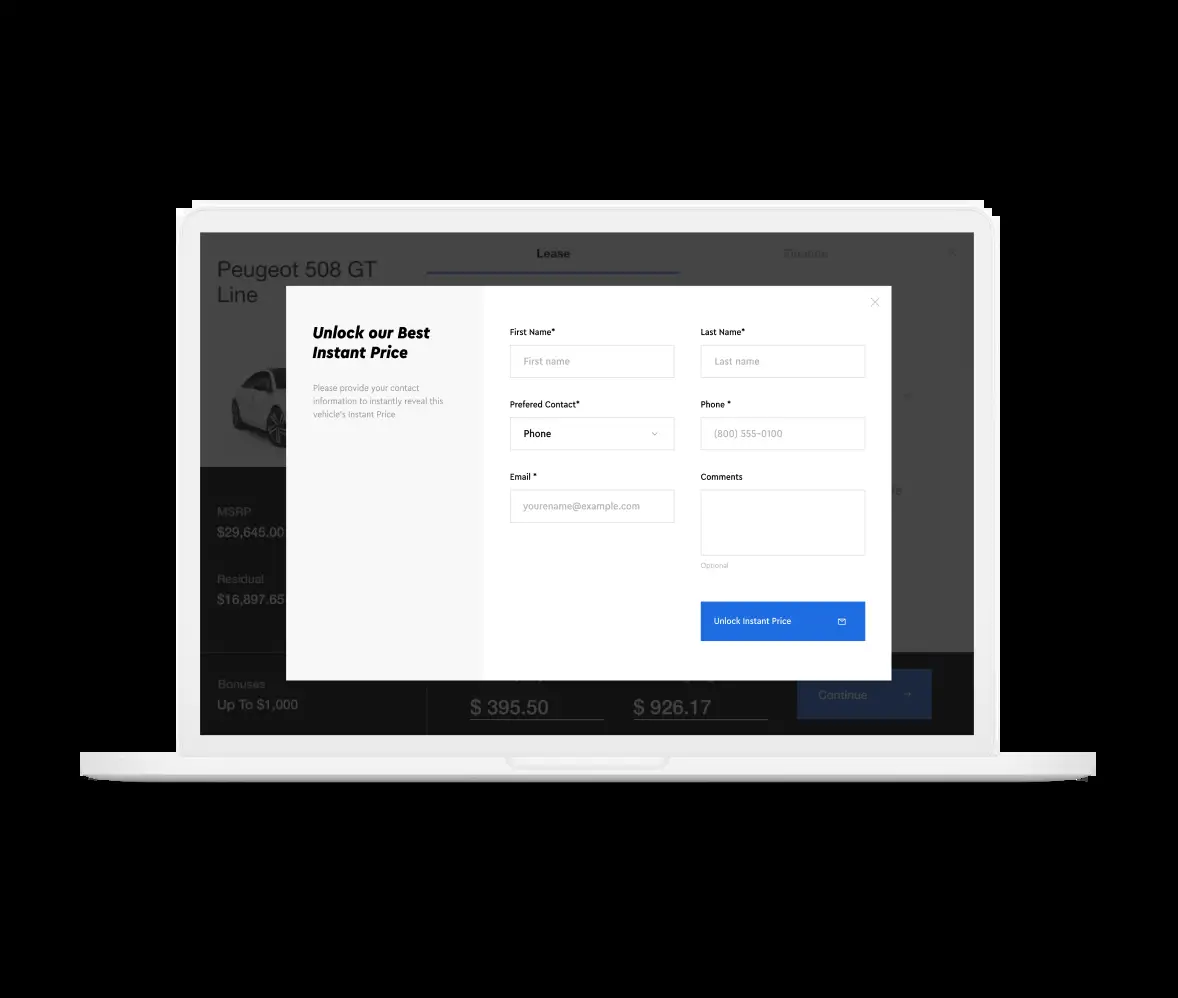 Lease
Finance
Peugeot 508 GT
Line
Unlock our Best
Instant Price
Please provide your contact
information to instantly reveal this
vehicle's Instant Price
First Name*
First name
Last Name*
Last name
Prefered Contact*
Phone
Phone *
(800) 555-0100
Email *
yourename@example.com
Comments
Optional
Unlock Instant Price
MSRP
$29,645.00
Residual
$16,897.65
Bonuses
Up To $1,000
$ 395.50
$ 926.17
Continue